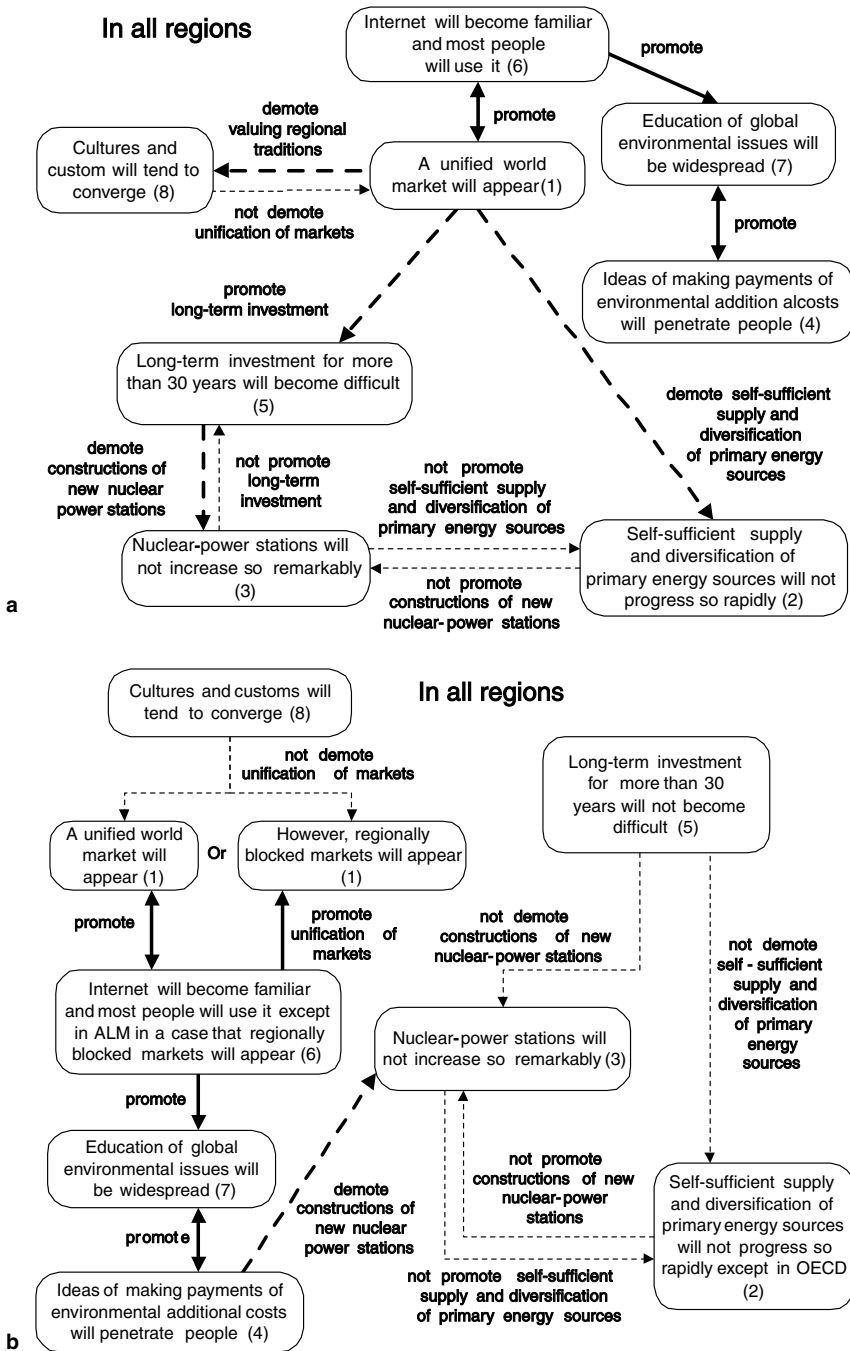 In all regions
Internet will become familiar
and most people
will use it (6)
promote
promote
Education of global
environmental issues will
be widespread (7)
demote
valuing regional
traditions
Cultures and
custom will tend to
converge (8)
A unified world
market will appear (1)
not demote
unification of markets
promote
Ideas of making payments of
environmental addition alcosts
will penetrate people (4)
promote
long-term investment
Long-term investment for more
than 30 years will become difficult
(5)
demote self-sufficient
supply and
diversification
of primary energy
sources
demote
constructions of
new nuclear
power stations
not promote
long-term
investment
not promote
self-sufficient supply
and diversification of
primary energy sources
Nuclear-power stations will
not increase so remarkably
(3)
Self-sufficient supply
and diversification of
primary energy sources will not
progress so rapidly (2)
not promote
constructions of new
nuclear-power stations
a
In all regions
Cultures and customs will
tend to converge (8)
not demote
unification of markets
Long-term investment
for more than 30
years will not become
difficult (5)
A unified world
market will
appear (1)
Or
However, regionally
blocked markets will appear
(1)
promote
promote
unification of
markets
not demote
constructions of new
nuclear-power stations
not demote
self - sufficient
supply and
diversification
of primary
energy
sources
Internet will become familiar
and most people will use it except
in ALM in a case that regionally
blocked markets will appear (6)
Nuclear-power stations will
not increase so remarkably (3)
promote
Education of global
environmental issues will
be widespread (7)
not promote
constructions of new
nuclear-power
stations
demote
constructions of
new nuclear
power stations
Self-sufficient supply
and diversification of
primary energy sources
will not progress so
rapidly except in OECD
(2)
promote
not promote self-sufficient
supply and diversification
of primary energy sources
Ideas of making payments of
environmental additional costs
will penetrate people (4)
b